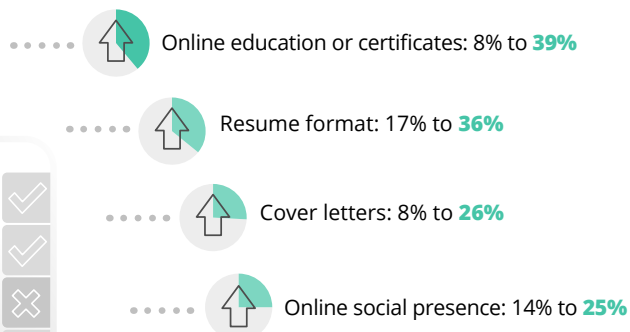 Online education or certificates: 8% to 39%
Resume format: 17% to 36%
Cover letters: 8% to 26%
Online social presence: 14% to 25%